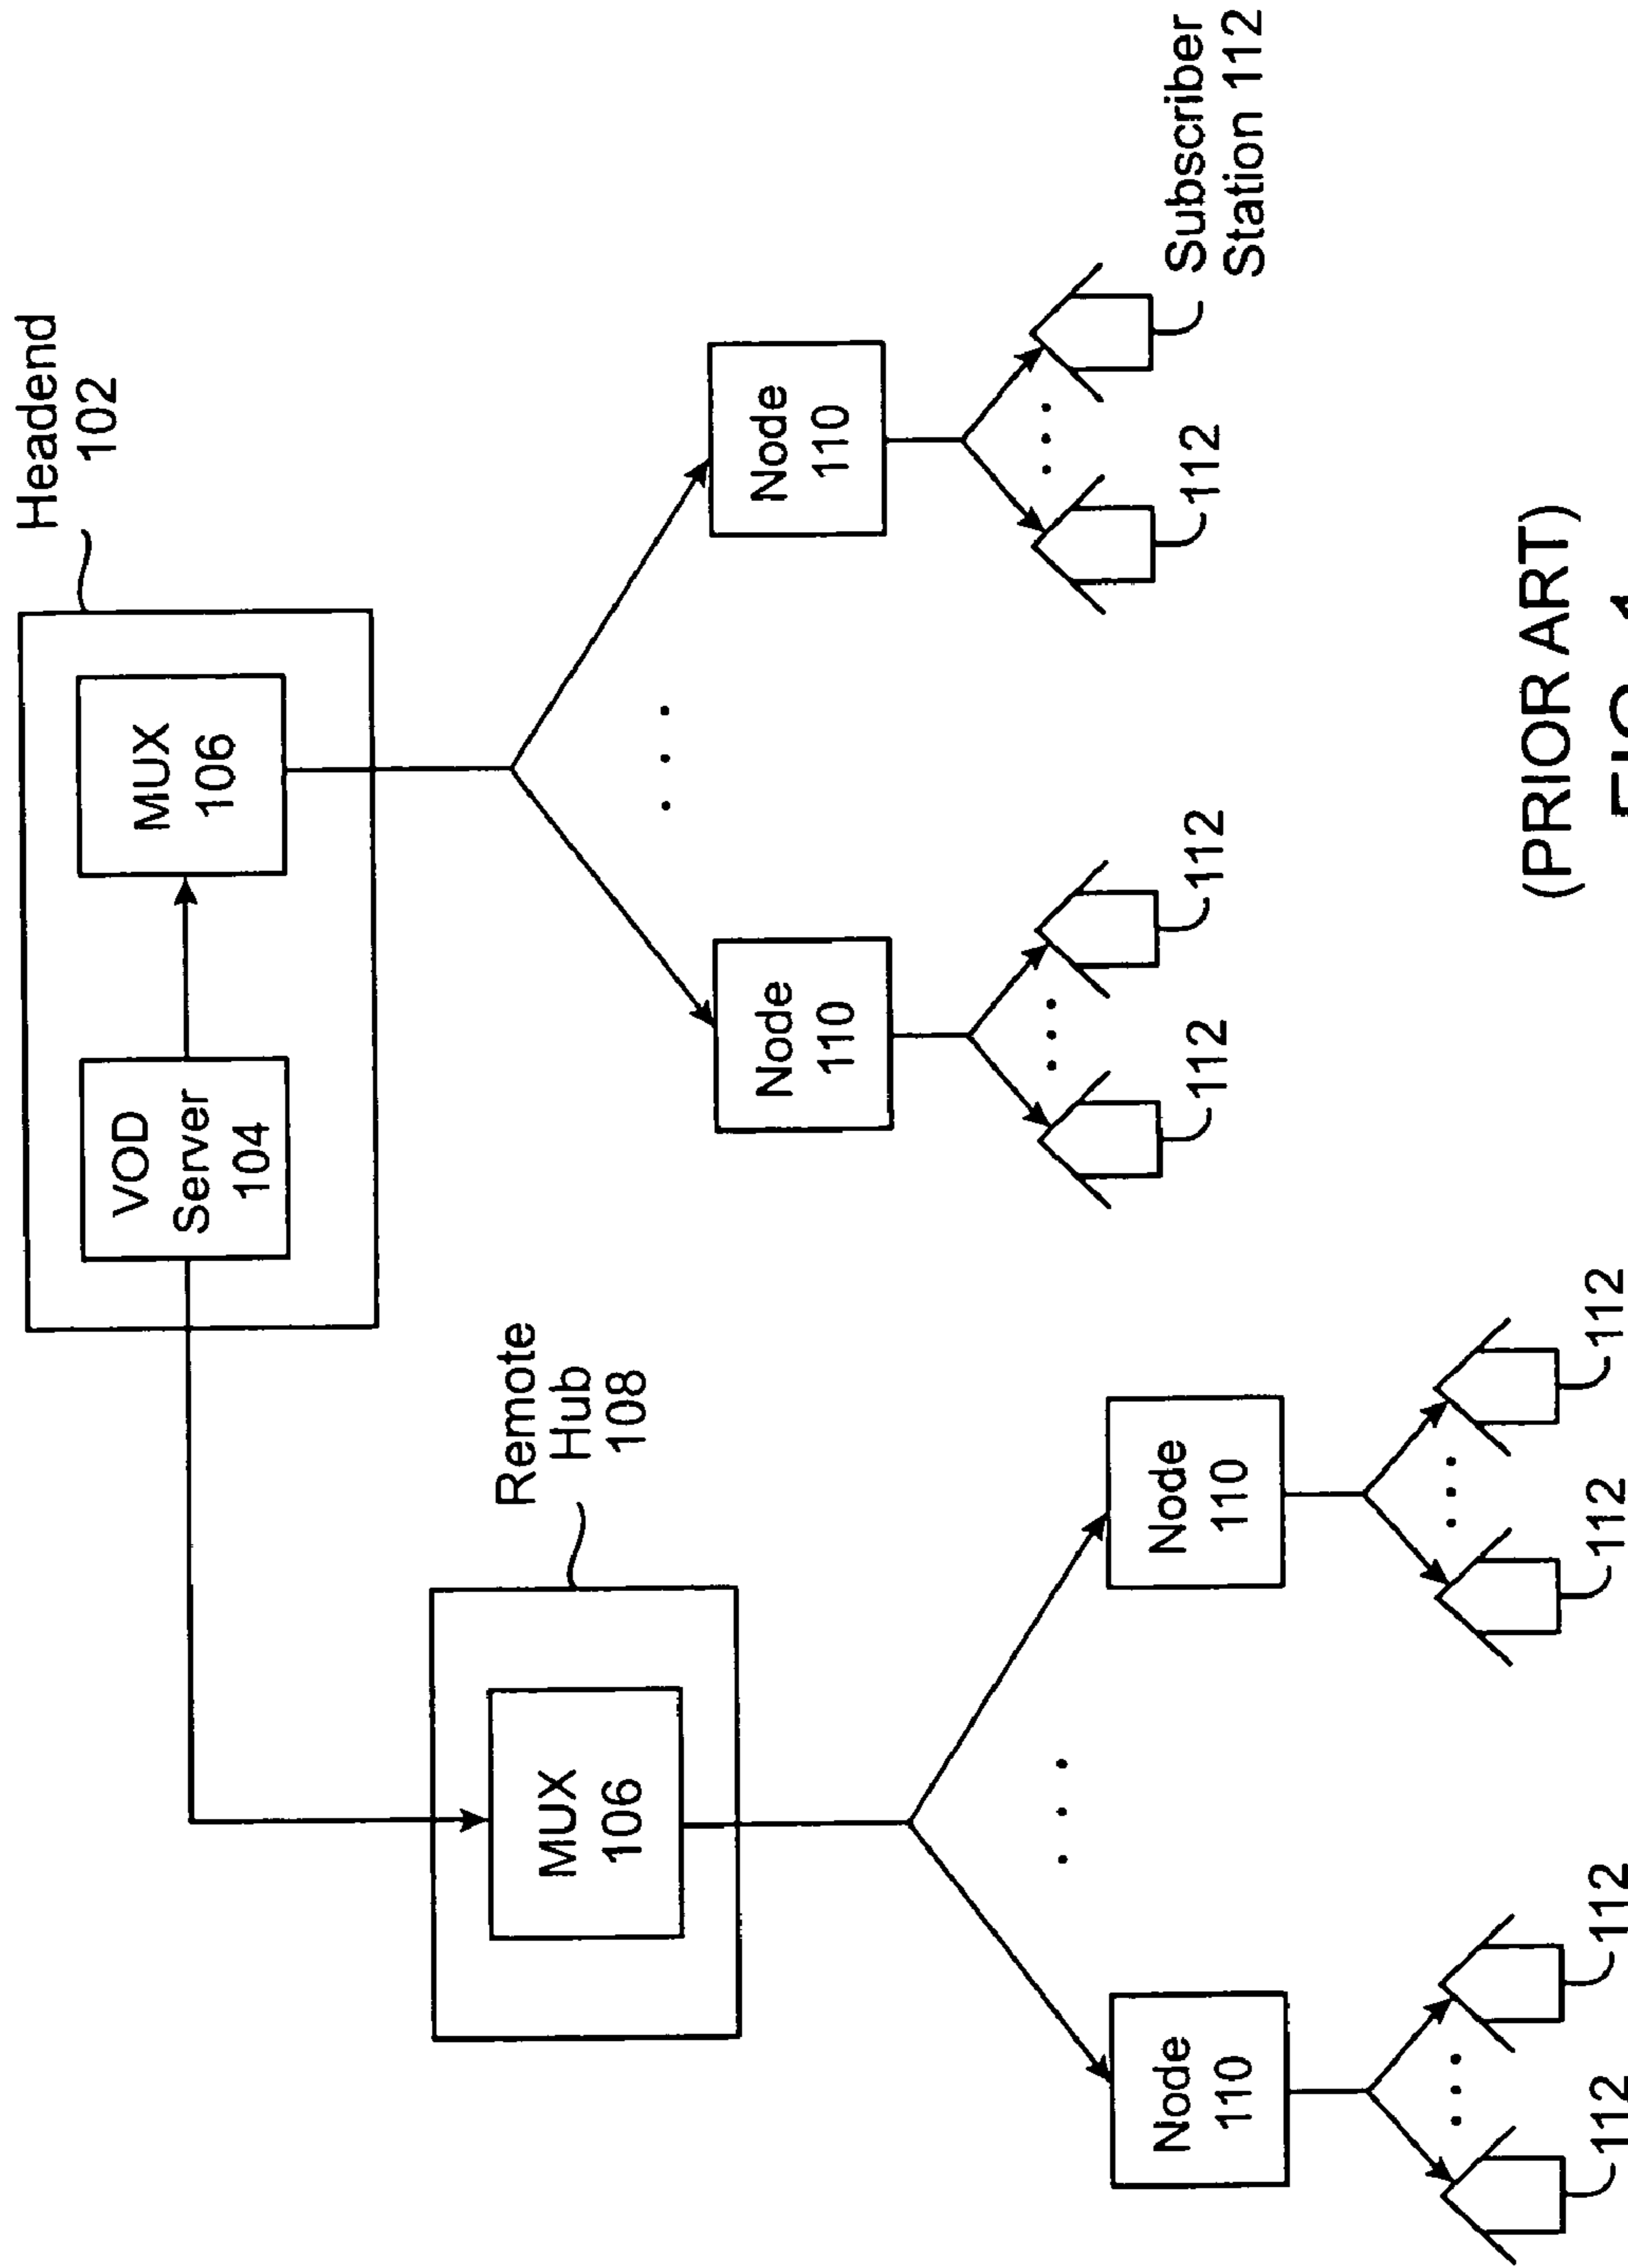 Headend
102
VOD
Server
104
MUX
106
Remote
Hub
108
MUX
106
Node
110
Node
110
Node
110
Node
110
112
112
112
Subscriber
Station 112
112
112
112
112
(PRIOR ART)